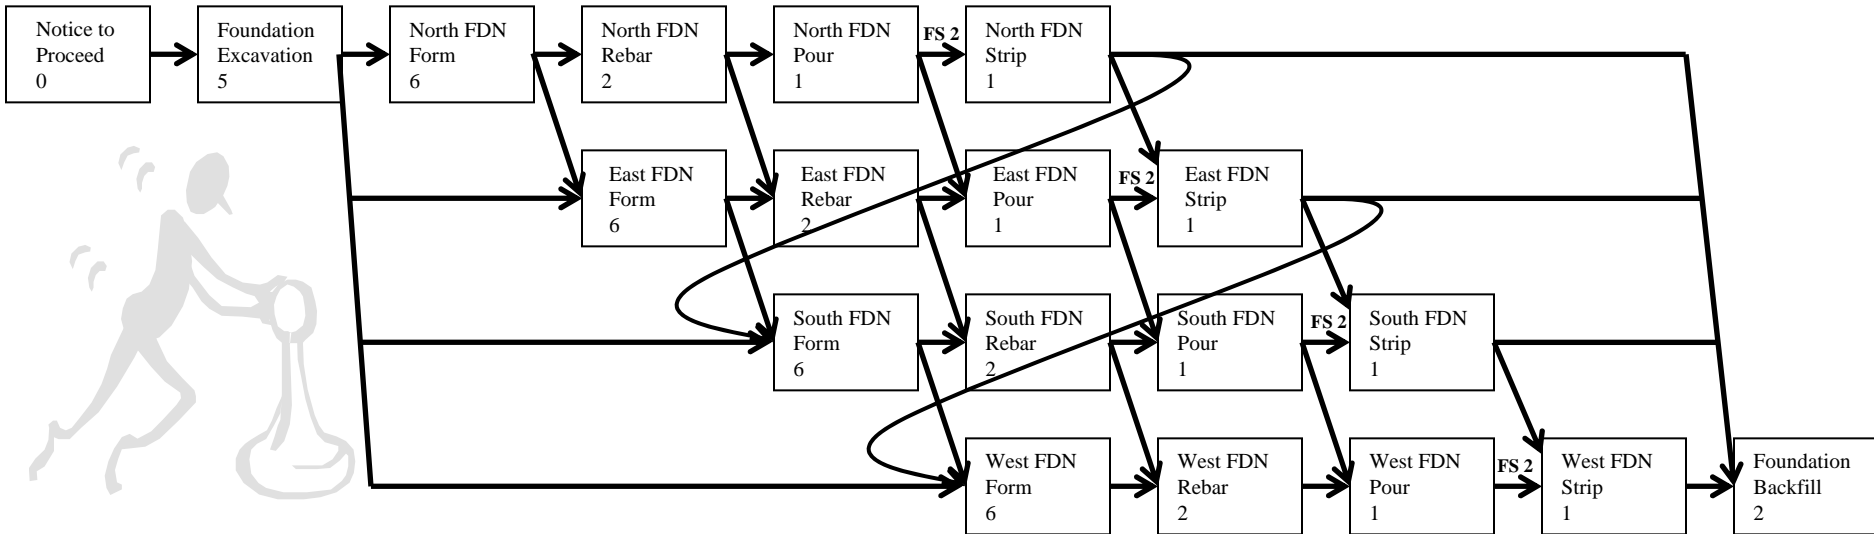 Notice to
Proceed
0
Foundation
Excavation
5
North FDN
Form
6
North FDN
Rebar
2
North FDN
Pour
1
FS 2
North FDN
Strip
1
East FDN
Form
6
East FDN
Rebar
2
East FDN
Pour
1
FS 2
East FDN
Strip
1
South FDN
Form
6
South FDN
Rebar
2
South FDN
Pour
1
FS 2
South FDN
Strip
1
West FDN
Form
6
West FDN
Rebar
2
West FDN
Pour
1
FS 2
West FDN
Strip
1
Foundation
Backfill
2